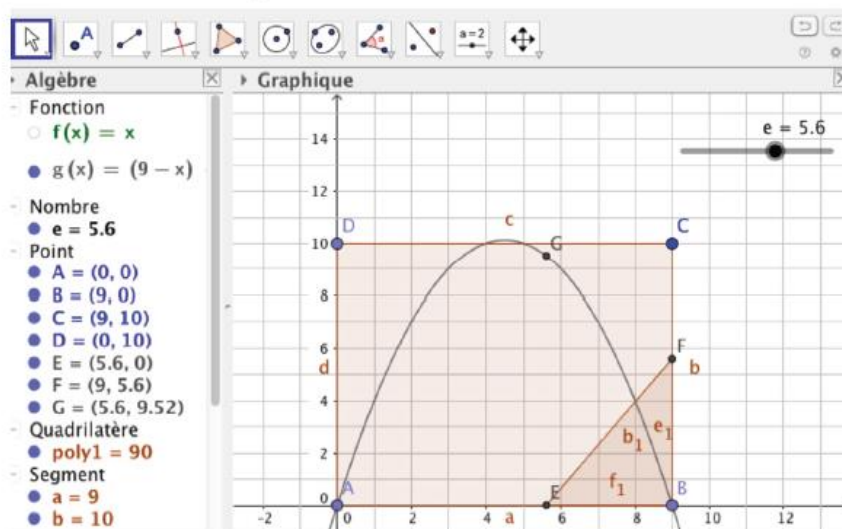 A
a=2
Algèbre
Graphique
Fonction
f(x) = x
g(x) = (9 − x)
Nombre
e = 5.6
Point
A = (0, 0)
B = (9, 0)
C = (9, 10)
D = (0, 10)
E = (5.6, 0)
F = (9, 5.6)
G = (5.6, 9.52)
Quadrilatère
poly1 = 90
Segment
a = 9
b = 10
e = 5.6
14
12
D
c
C
10
G
8
6
F
d
b
4
e₁
b₁
2
f₁
0
A
E
B
-2
0
2
4
a
6
8
10
12